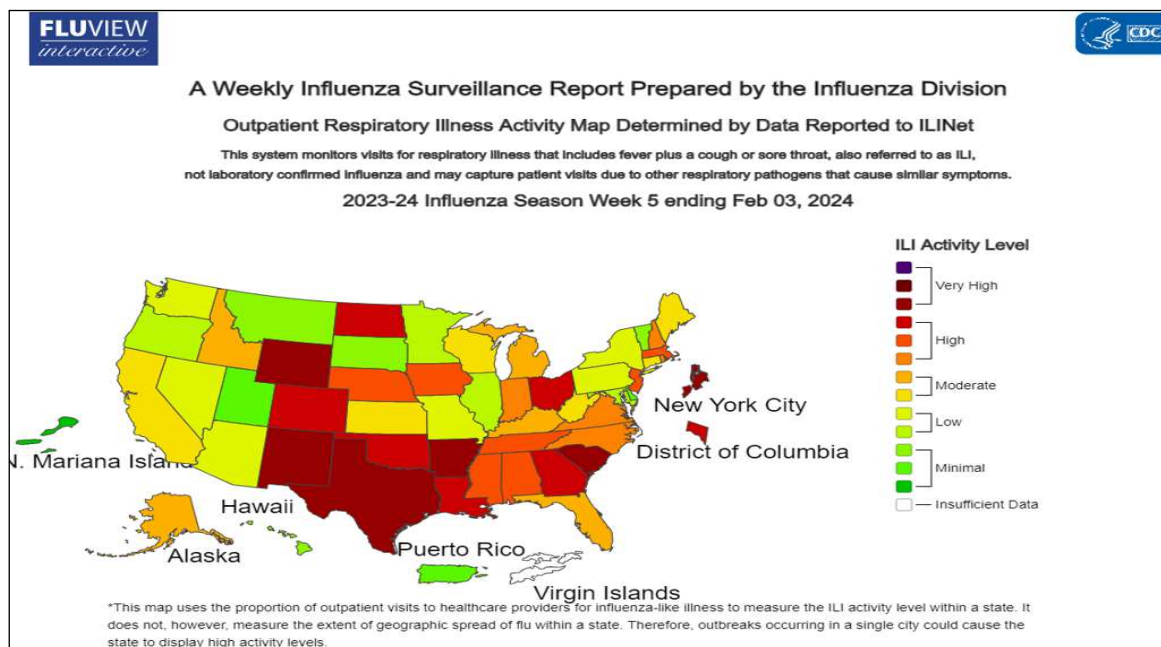 FLUVIEW
interactive
CDC
A Weekly Influenza Surveillance Report Prepared by the Influenza Division
Outpatient Respiratory Illness Activity Map Determined by Data Reported to ILINet
This system monitors visits for respiratory illness that includes fever plus a cough or sore throat, also referred to as ILI,
not laboratory confirmed influenza and may capture patient visits due to other respiratory pathogens that cause similar symptoms.
2023-24 Influenza Season Week 5 ending Feb 03, 2024
ILI Activity Level
Very High
High
Moderate
Low
Minimal
Insufficient Data
New York City
District of Columbia
N. Mariana Island
Hawaii
Alaska
Puerto Rico
Virgin Islands
*This map uses the proportion of outpatient visits to healthcare providers for influenza-like illness to measure the ILI activity level within a state. It
does not, however, measure the extent of geographic spread of flu within a state. Therefore, outbreaks occurring in a single city could cause the
state to display high activity levels.